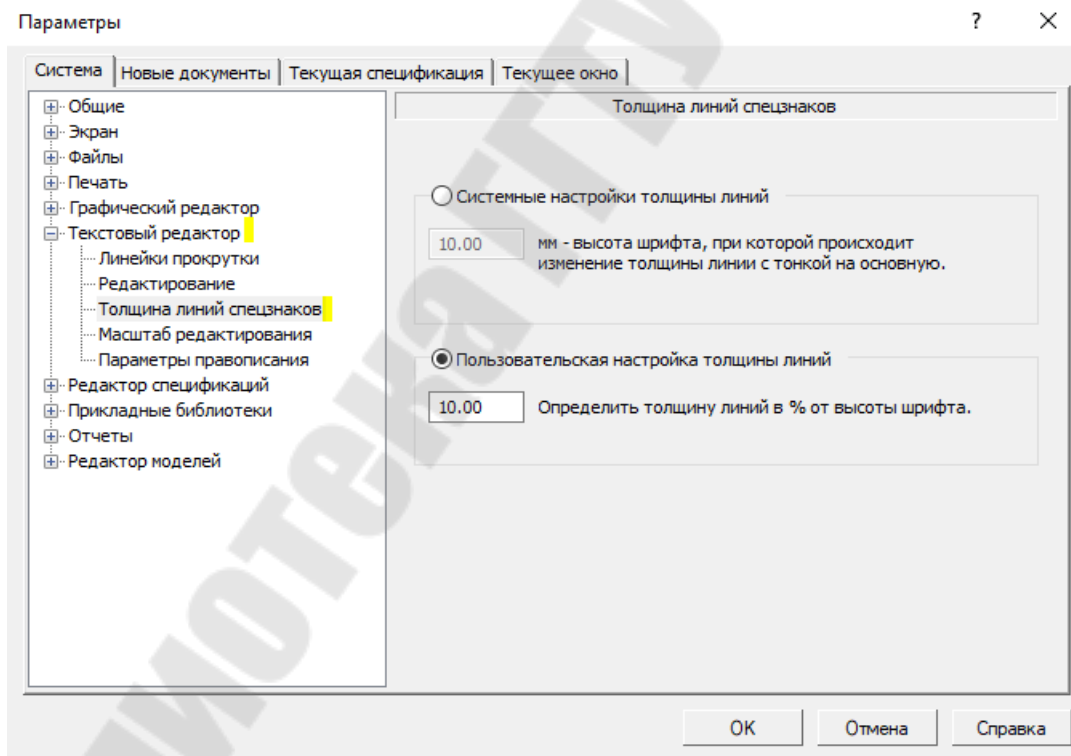 Параметры
?
Система
Новые документы
Текущая спецификация
Текущее окно
Общие
Экран
Файлы
Печать
Графический редактор
Текстовый редактор
Линейки прокрутки
Редактирование
Толщина линий спецзнаков
Масштаб редактирования
Параметры правописания
Редактор спецификаций
Прикладные библиотеки
Отчеты
Редактор моделей
Толщина линий спецзнаков
Системные настройки толщины линий
10.00
мм - высота шрифта, при которой происходит
изменение толщины линии с тонкой на основную.
Пользовательская настройка толщины линий
10.00
Определить толщину линий в % от высоты шрифта.
OK
Отмена
Справка